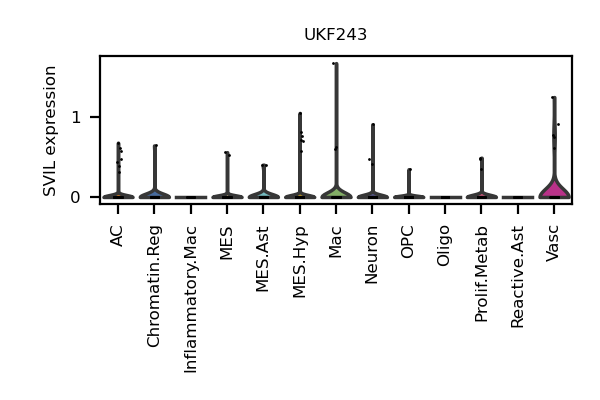 UKF243
SVIL expression
1
0
AC
Chromatin.Reg
Inflammatory.Mac
MES
MES.Ast
MES.Hyp
Mac
Neuron
OPC
Oligo
Prolif.Metab
Reactive.Ast
Vasc